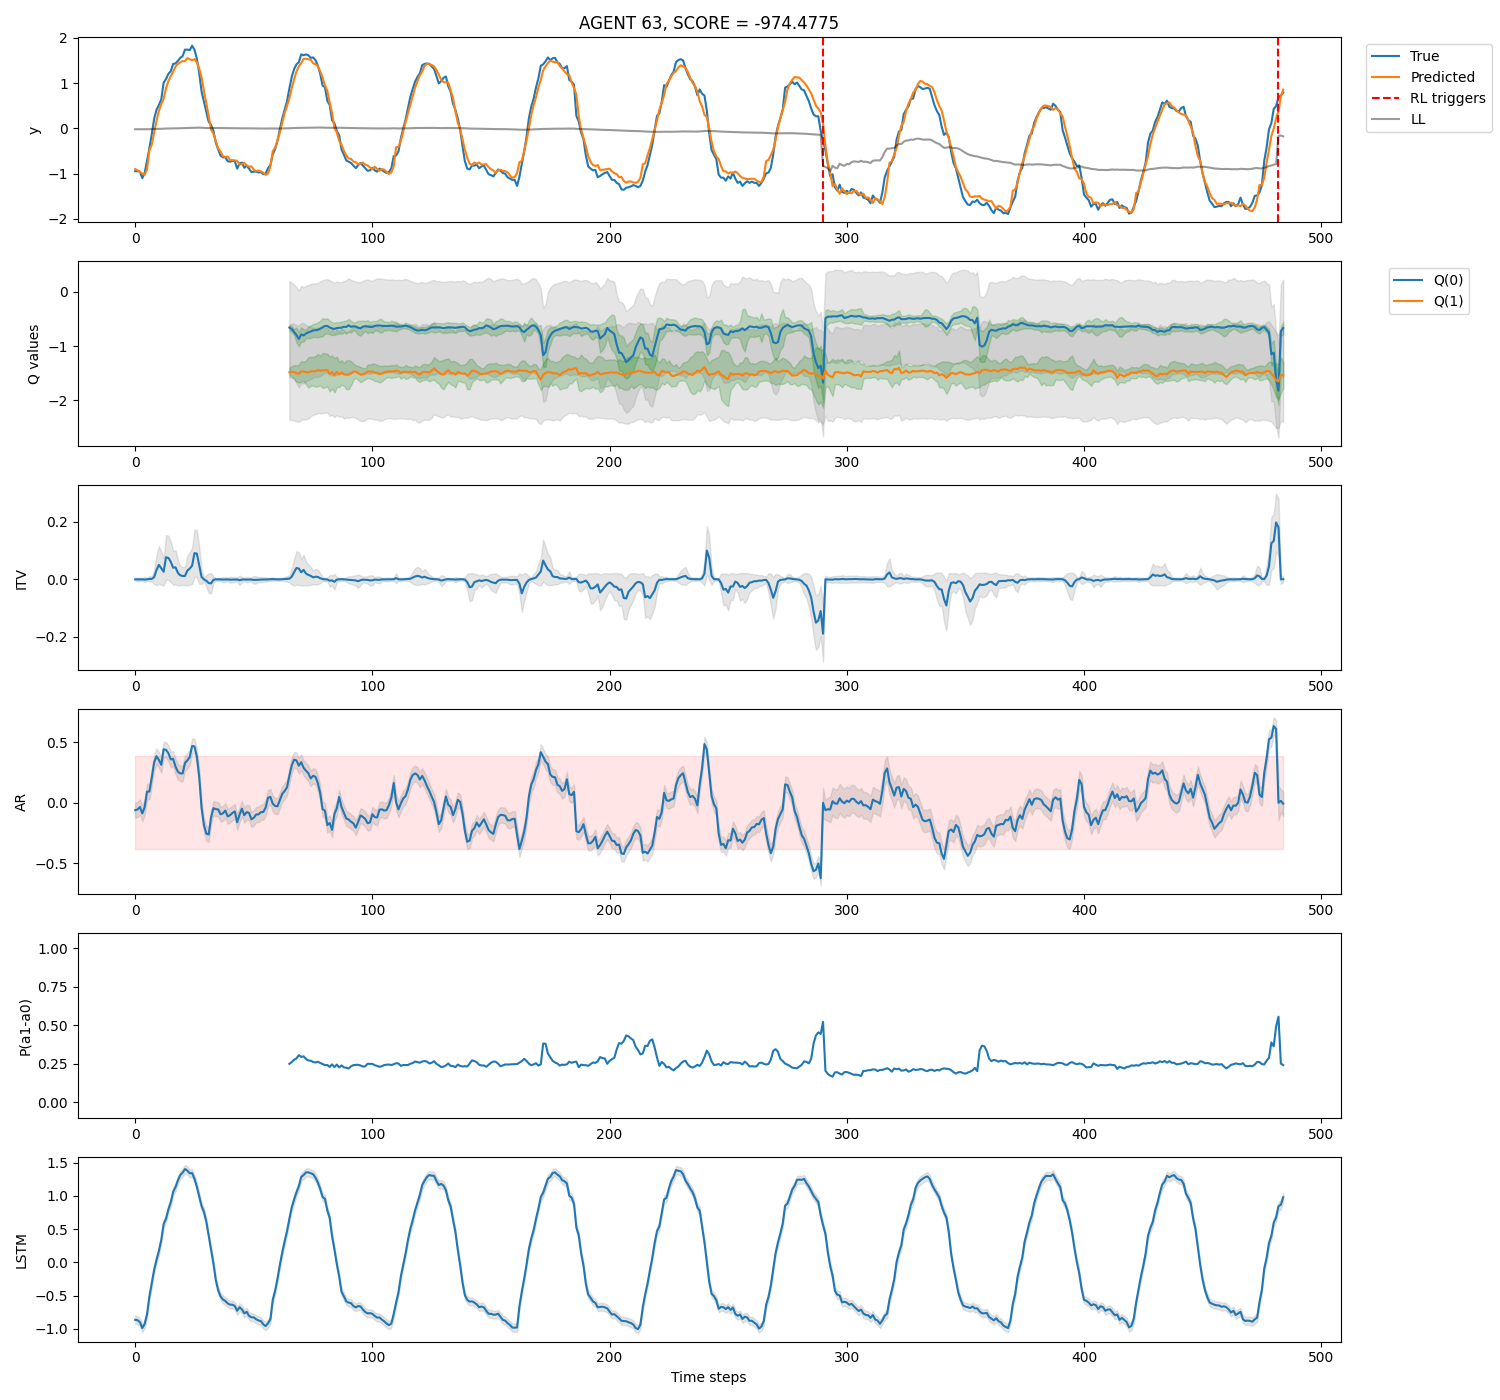 AGENT 63, SCORE = -974.4775
y
2
1
0
−1
−2
0 100 200 300 400 500
True
Predicted
RL triggers
LL
Q values
0
−1
−2
0 100 200 300 400 500
Q(0)
Q(1)
ITV
0.2
0.0
−0.2
0 100 200 300 400 500
AR
0.5
0.0
−0.5
0 100 200 300 400 500
P(a1-a0)
1.00
0.75
0.50
0.25
0.00
0 100 200 300 400 500
LSTM
1.5
1.0
0.5
0.0
−0.5
−1.0
0 100 200 300 400 500
Time steps